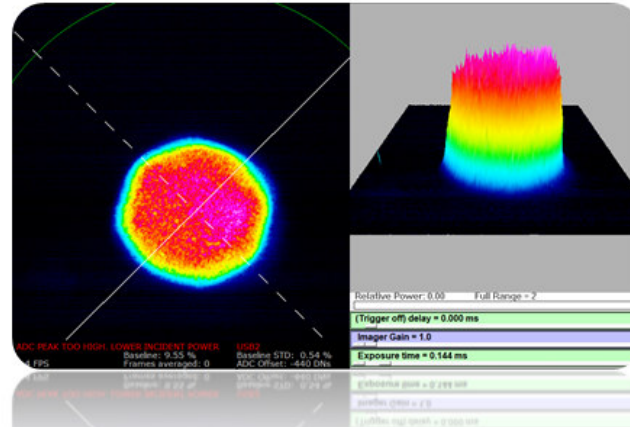 ADC PEAK TOO HIGH. LOWER INCIDENT POWER USB2
Baseline: 9.55 % Baseline STD: 0.54 %
FPS Frames averaged: 0 ADC Offset: -440 DNs
Relative Power: 0.00 Full Range = 2
(Trigger off) delay = 0.000 ms
Imager Gain = 1.0
Exposure time = 0.144 ms